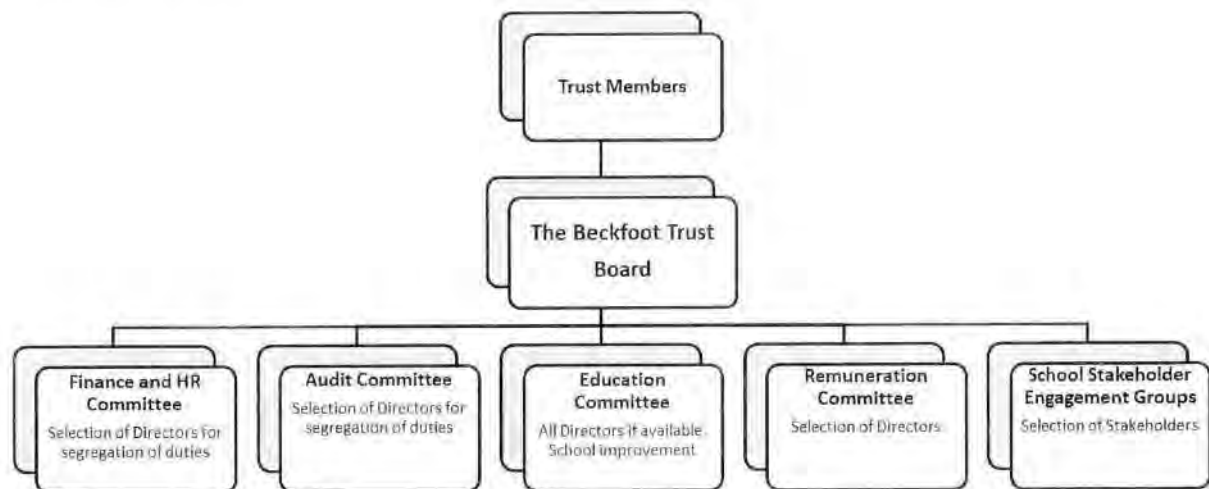 Trust Members
The Beckfoot Trust
Board
Finance and HR
Committee
Selection of Directors for
segregation of duties
Audit Committee
Selection of Directors for
segregation of duties
Education
Committee
All Directors if available.
School improvement
Remuneration
Committee
Selection of Directors
School Stakeholder
Engagement Groups
Selection of Stakeholders